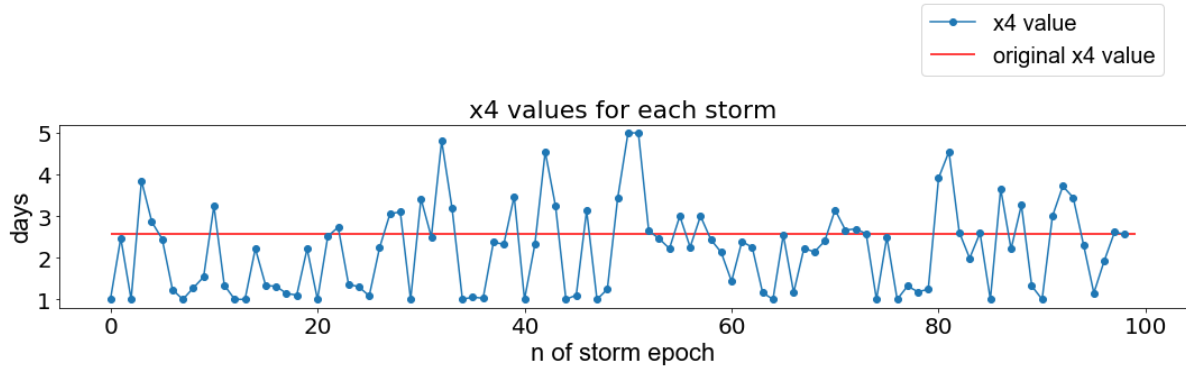 x4 value
original x4 value
x4 values for each storm
5
4
3
2
1
days
0 20 40 60 80 100
n of storm epoch